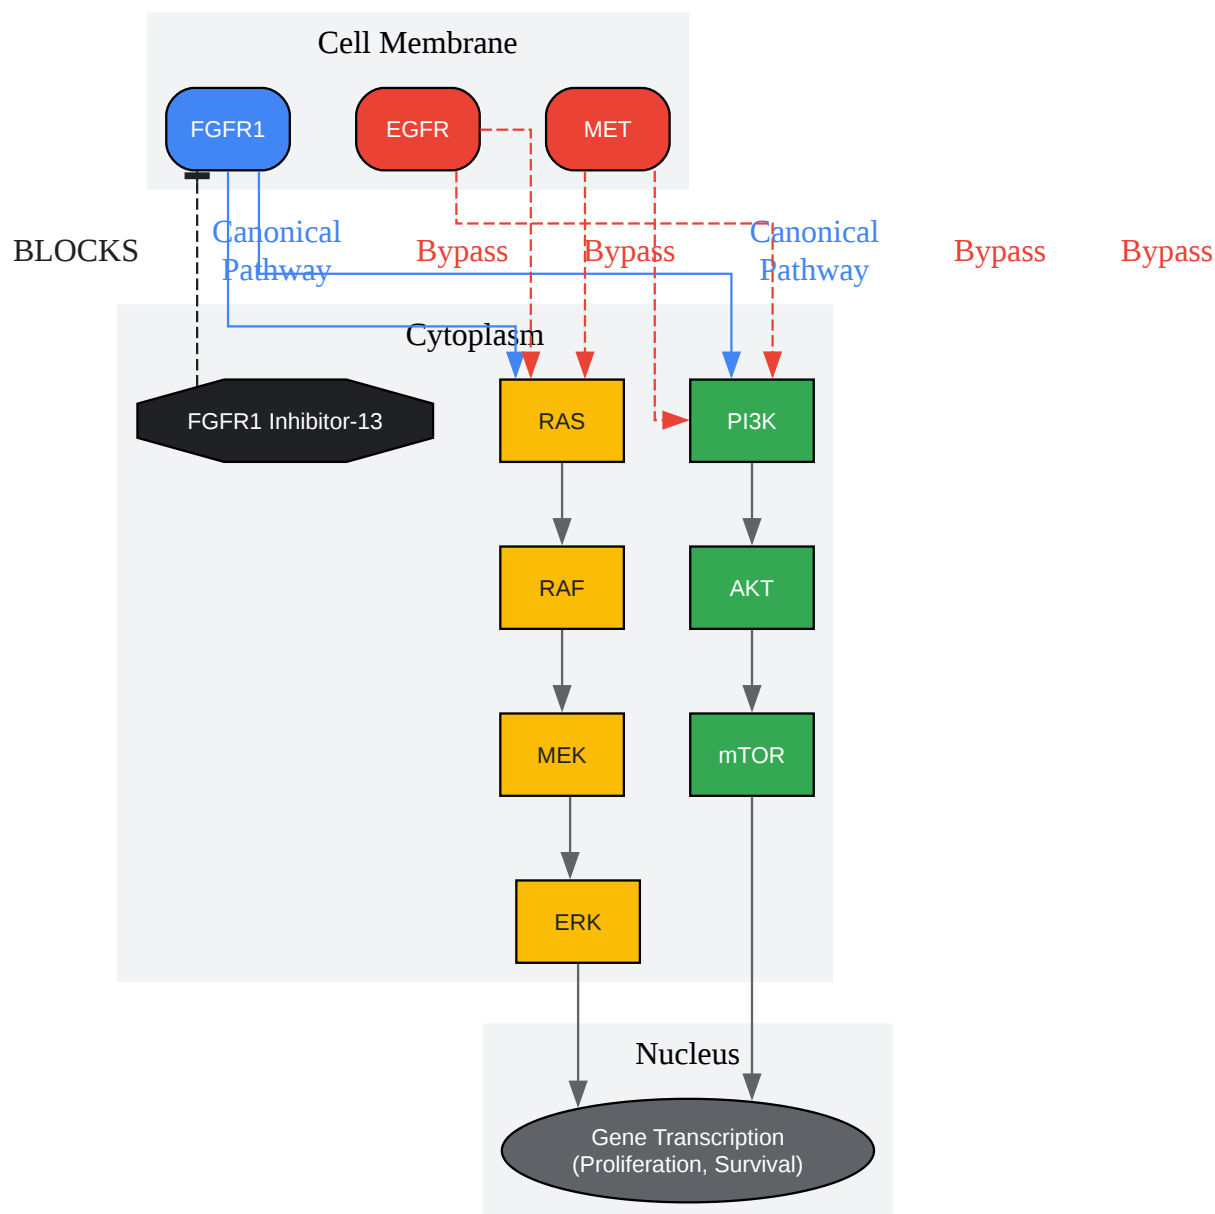 Cell Membrane
FGFR1
EGFR
MET
BLOCKS
Canonical
Pathway
Bypass
Bypass
Canonical
Pathway
Bypass
Bypass
Cytoplasm
FGFR1 Inhibitor-13
RAS
PI3K
RAF
AKT
MEK
mTOR
ERK
Nucleus
Gene Transcription
(Proliferation, Survival)